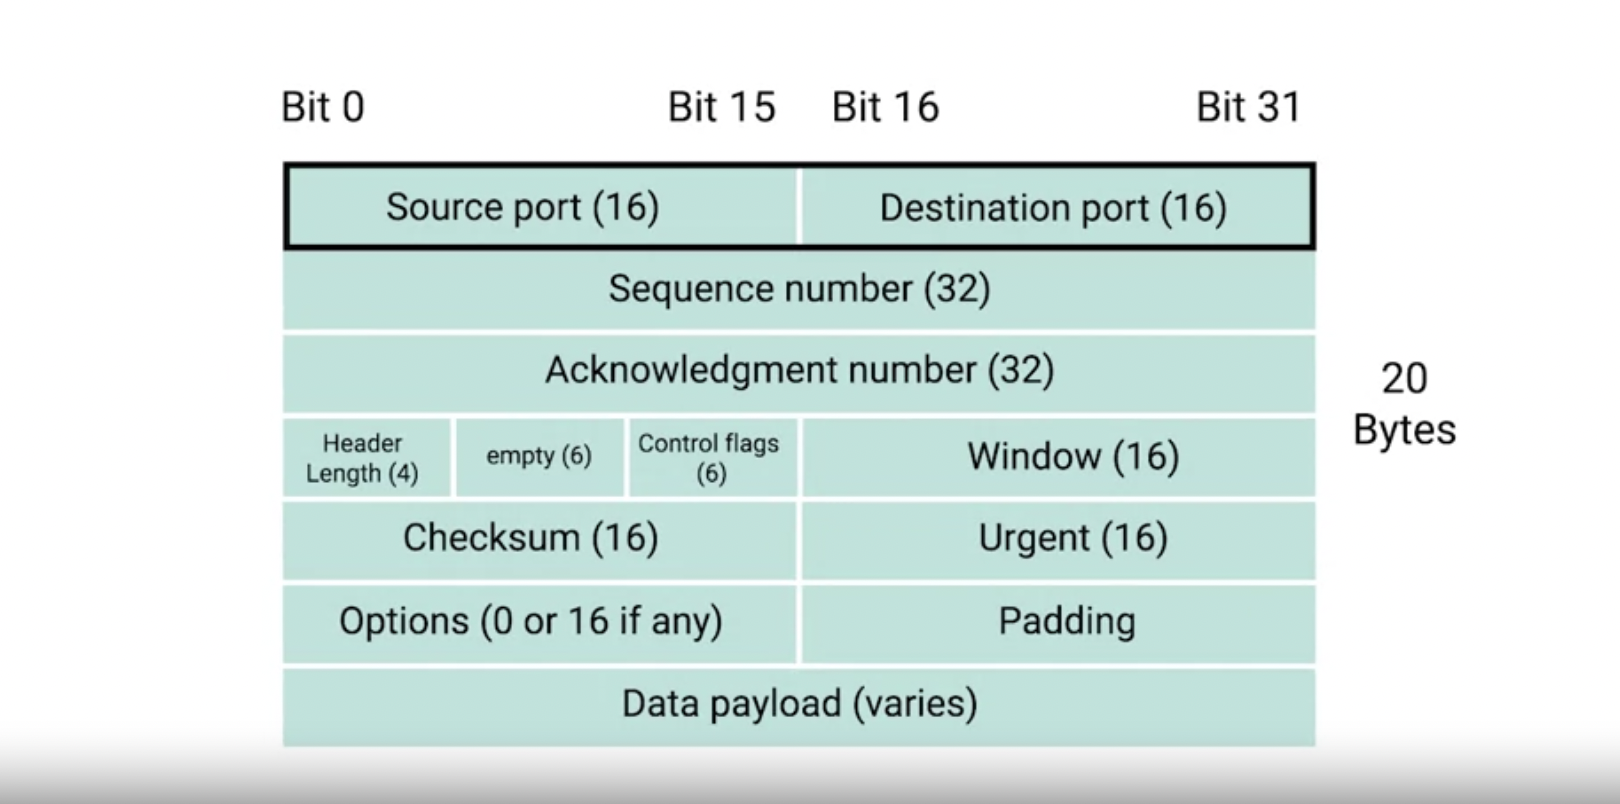 Bit 0 Bit 15 Bit 16 Bit 31
Source port (16) Destination port (16)
Sequence number (32)
Acknowledgment number (32)
20
Bytes
Header
Length (4)
empty (6)
Control flags
(6)
Window (16)
Checksum (16) Urgent (16)
Options (0 or 16 if any) Padding
Data payload (varies)